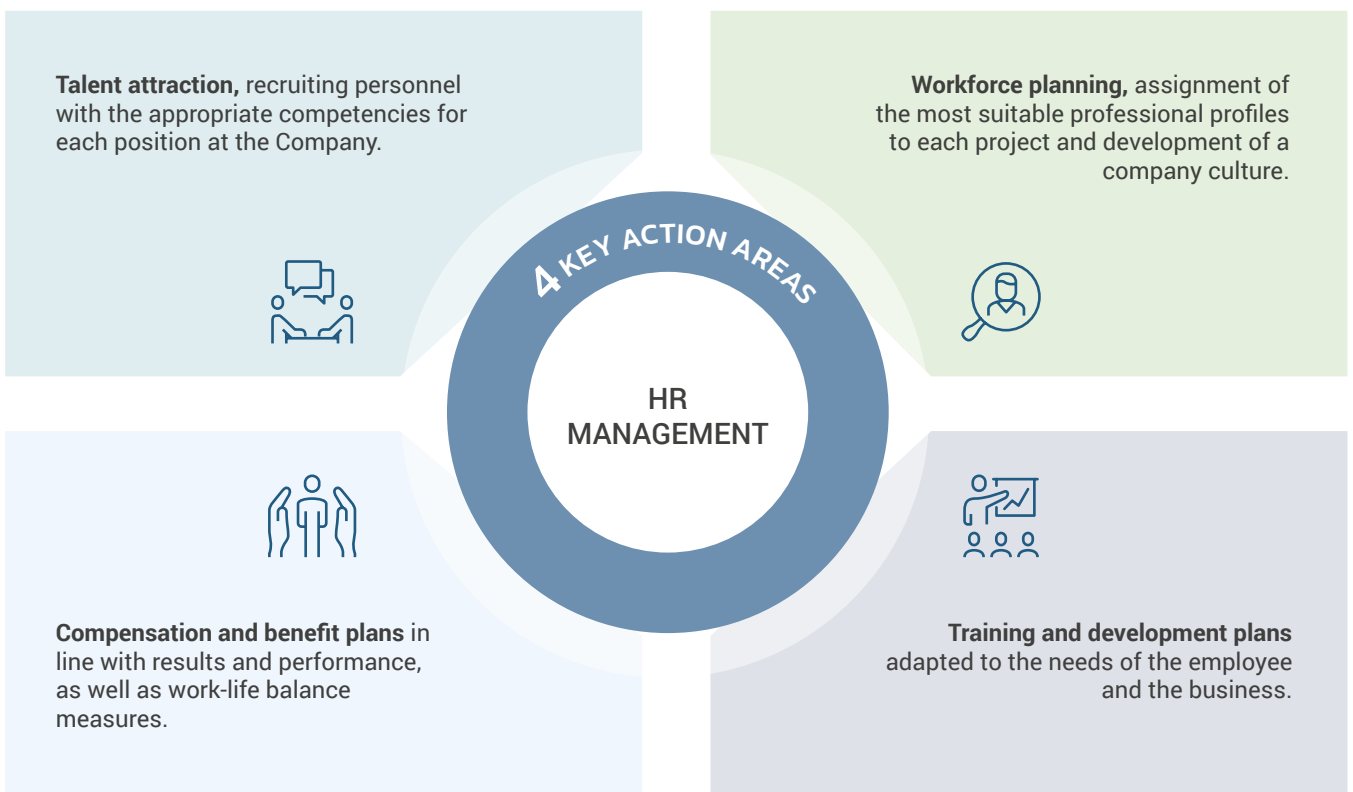 Talent attraction, recruiting personnel
with the appropriate competencies for
each position at the Company.
Workforce planning, assignment of
the most suitable professional profiles
to each project and development of a
company culture.
4 KEY ACTION AREAS
HR
MANAGEMENT
Compensation and benefit plans in
line with results and performance,
as well as work-life balance
measures.
Training and development plans
adapted to the needs of the employee
and the business.